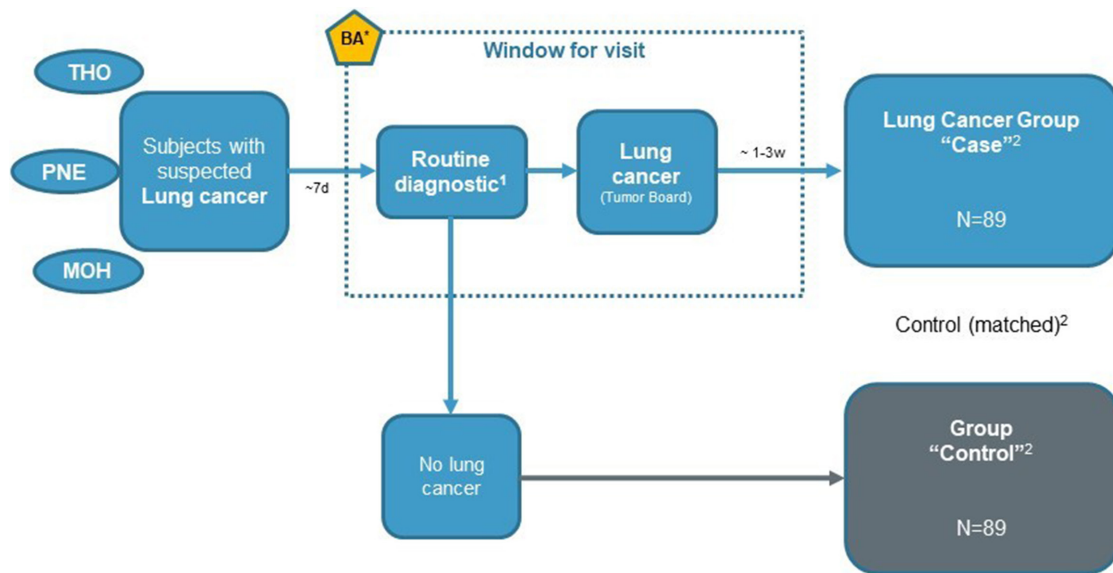 BA*
Window for visit
THO
PNE
MOH
Subjects with
suspected
Lung cancer
~7d
Routine
diagnostic¹
Lung
cancer
(Tumor Board)
~ 1-3w
Lung Cancer Group
“Case”²
N=89
Control (matched)²
No lung
cancer
Group
“Control”²
N=89